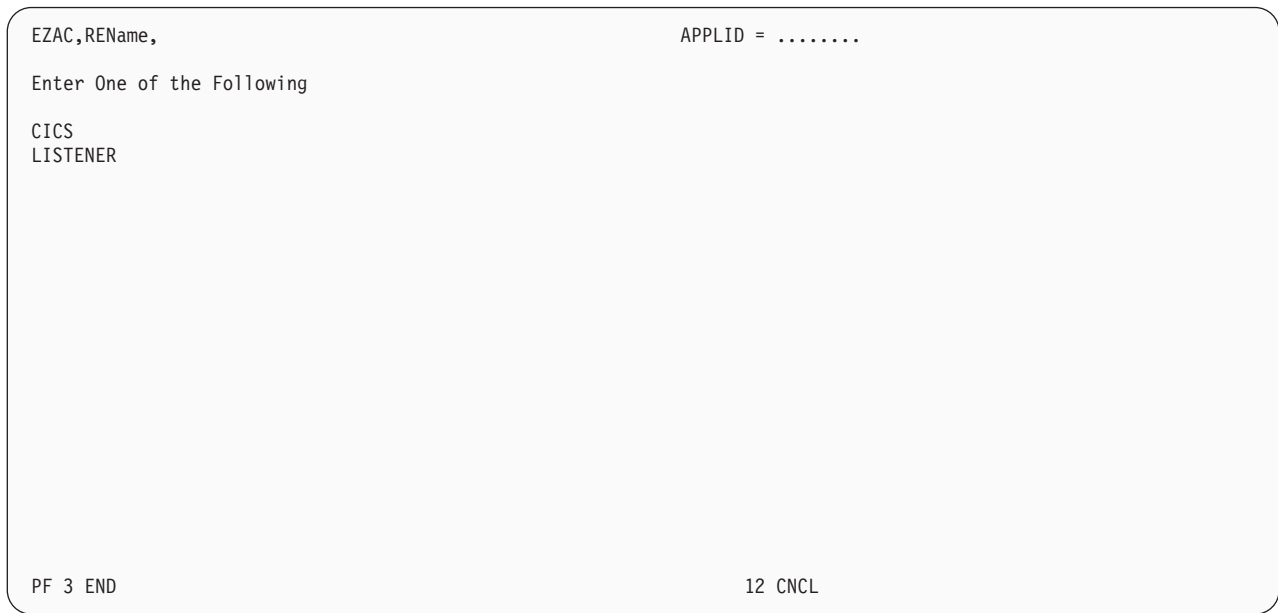 EZAC,REName, APPLID = ........
Enter One of the Following
CICS
LISTENER
PF 3 END 12 CNCL